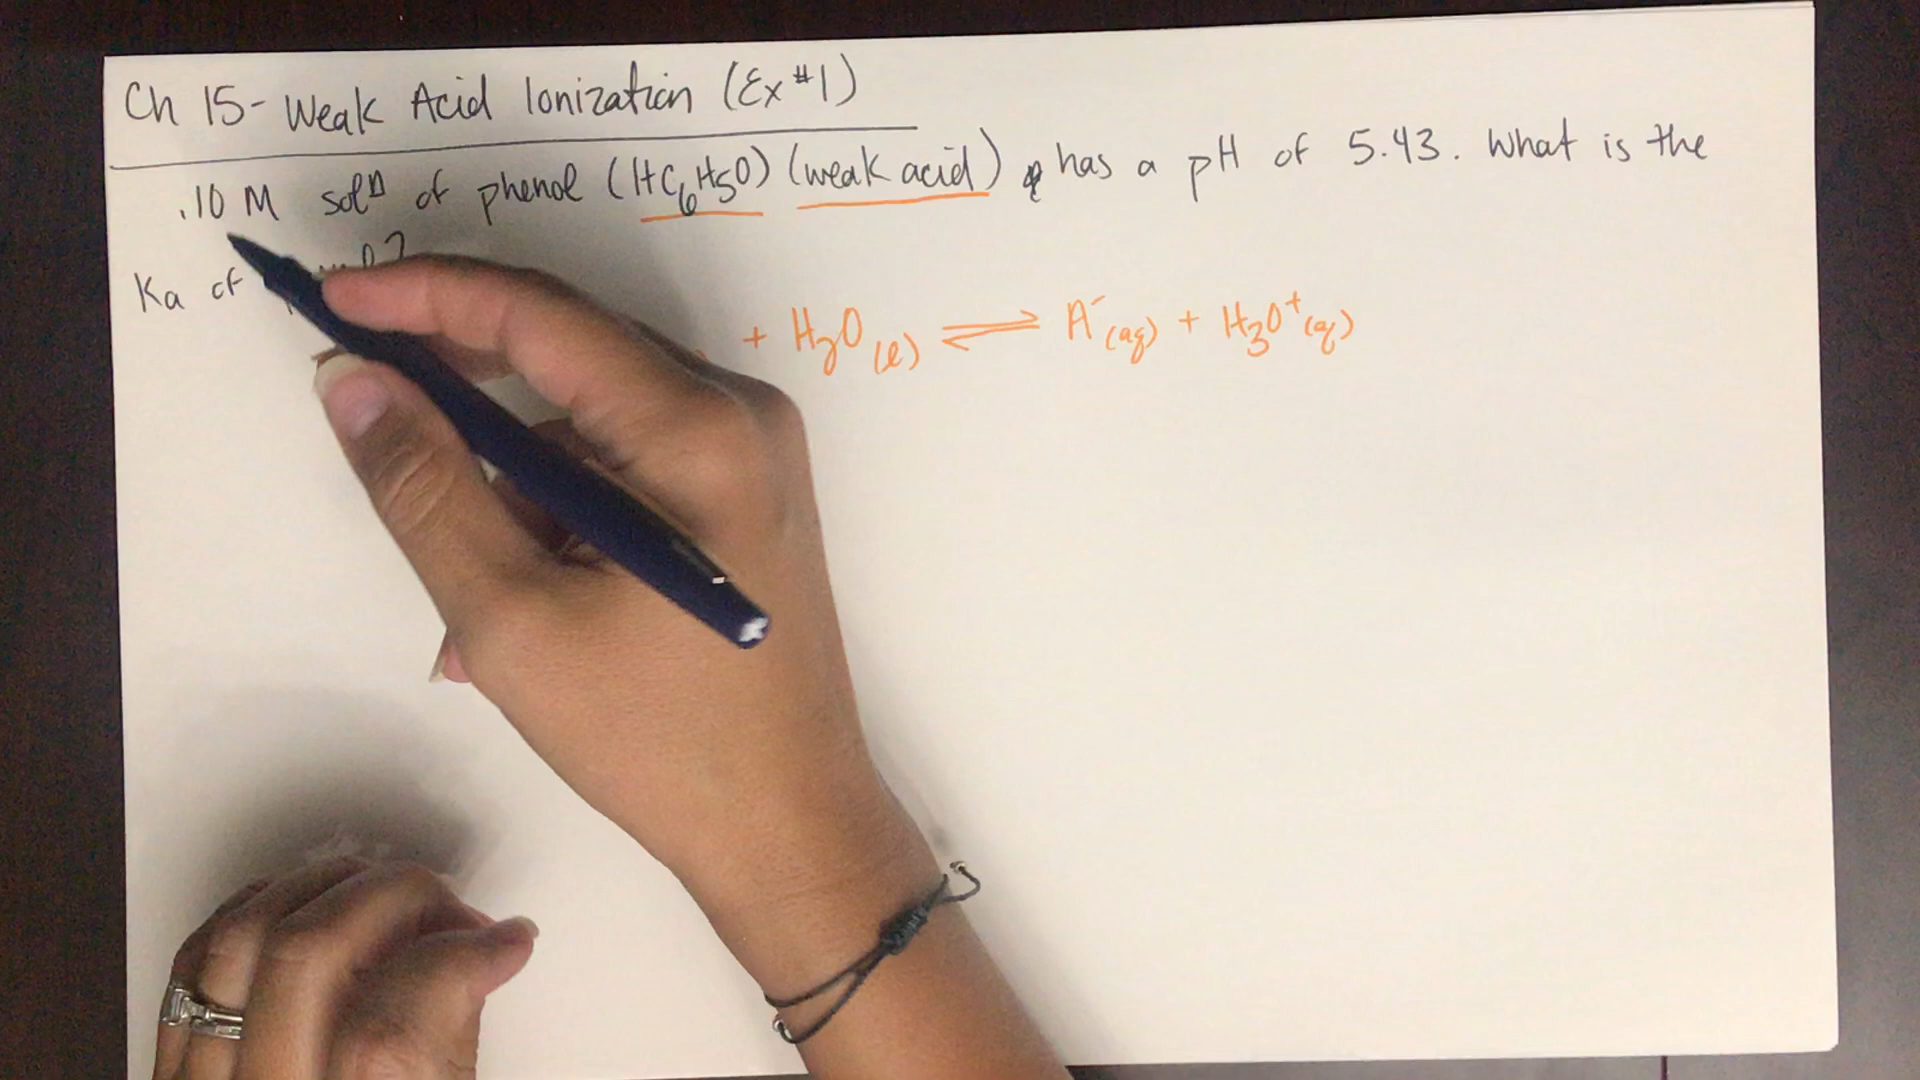 Ch 15- Weak Acid Ionization (Ex #1)
.10 M solⁿ of phenol (HC₆H₅O) (weak acid) has a pH of 5.43. What is the
Ka of
+ H₂O (l) ⇌ A⁻ (aq) + H₃O⁺ (aq)